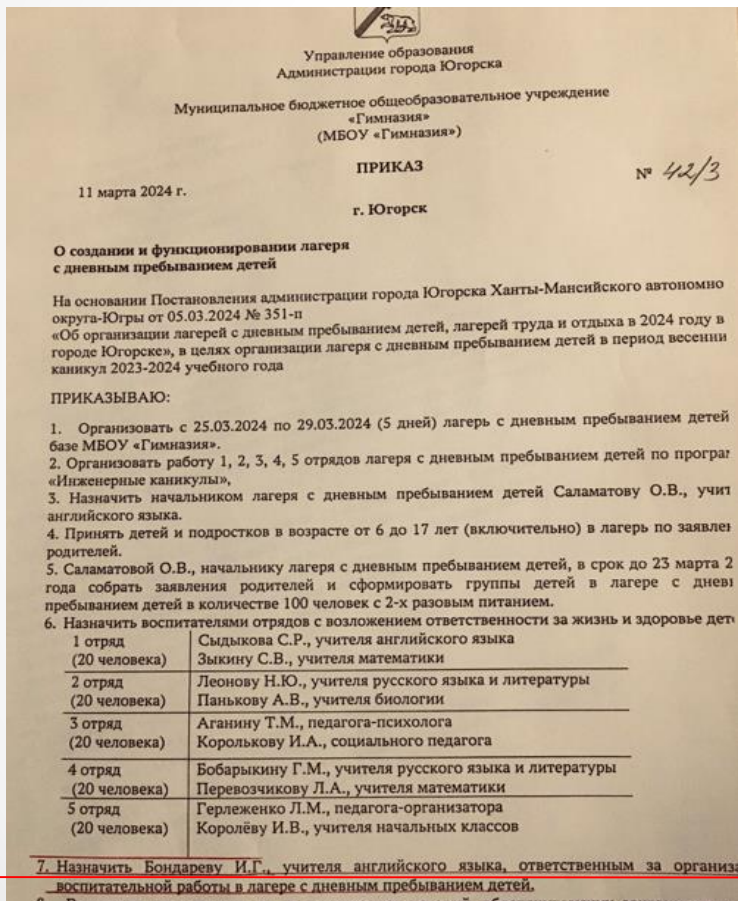 Управление образования
Администрации города Югорска
Муниципальное бюджетное общеобразовательное учреждение
«Гимназия»
(МБОУ «Гимназия»)
ПРИКАЗ
№ 42/3
11 марта 2024 г.
г. Югорск
О создании и функционировании лагеря
с дневным пребыванием детей
На основании Постановления администрации города Югорска Ханты-Мансийского автономно
округа-Югры от 05.03.2024 № 351-п
«Об организации лагерей с дневным пребыванием детей, лагерей труда и отдыха в 2024 году в
городе Югорске», в целях организации лагеря с дневным пребыванием детей в период весенни
каникул 2023-2024 учебного года
ПРИКАЗЫВАЮ:
1. Организовать с 25.03.2024 по 29.03.2024 (5 дней) лагерь с дневным пребыванием детей
базе МБОУ «Гимназия».
2. Организовать работу 1, 2, 3, 4, 5 отрядов лагеря с дневным пребыванием детей по програ
«Инженерные каникулы»,
3. Назначить начальником лагеря с дневным пребыванием детей Саламатову О.В., учит
английского языка.
4. Принять детей и подростков в возрасте от 6 до 17 лет (включительно) в лагерь по заявле
родителей.
5. Саламатовой О.В., начальнику лагеря с дневным пребыванием детей, в срок до 23 марта 2
года собрать заявления родителей и сформировать группы детей в лагере с днев
пребыванием детей в количестве 100 человек с 2-х разовым питанием.
6. Назначить воспитателями отрядов с возложением ответственности за жизнь и здоровье дет
1 отряд Сыдыкова С.Р., учителя английского языка
(20 человека) Зыкину С.В., учителя математики
2 отряд Леонову Н.Ю., учителя русского языка и литературы
(20 человека) Панькову А.В., учителя биологии
3 отряд Аганину Т.М., педагога-психолога
(20 человека) Королькову И.А., социального педагога
4 отряд Бобарыкину Г.М., учителя русского языка и литературы
(20 человека) Перевозчикову Л.А., учителя математики
5 отряд Герлеженко Л.М., педагога-организатора
(20 человека) Королёву И.В., учителя начальных классов
7. Назначить Бондареву И.Г., учителя английского языка, ответственным за организа
воспитательной работы в лагере с дневным пребыванием детей.